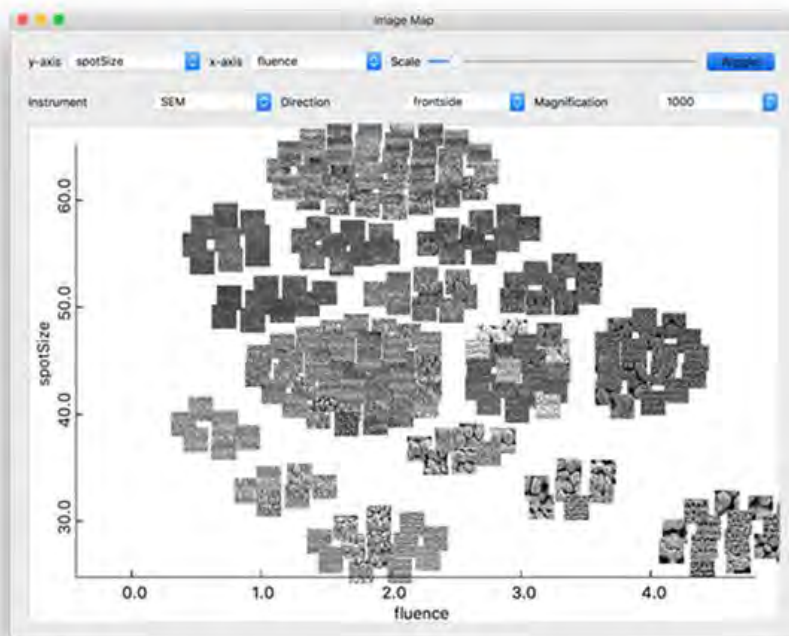 Image Map
y-axis spotSize x-axis fluence Scale
Instrument SEM Direction frontside Magnification 1000
60.0
50.0
40.0
30.0
spotSize
0.0 1.0 2.0 3.0 4.0
fluence